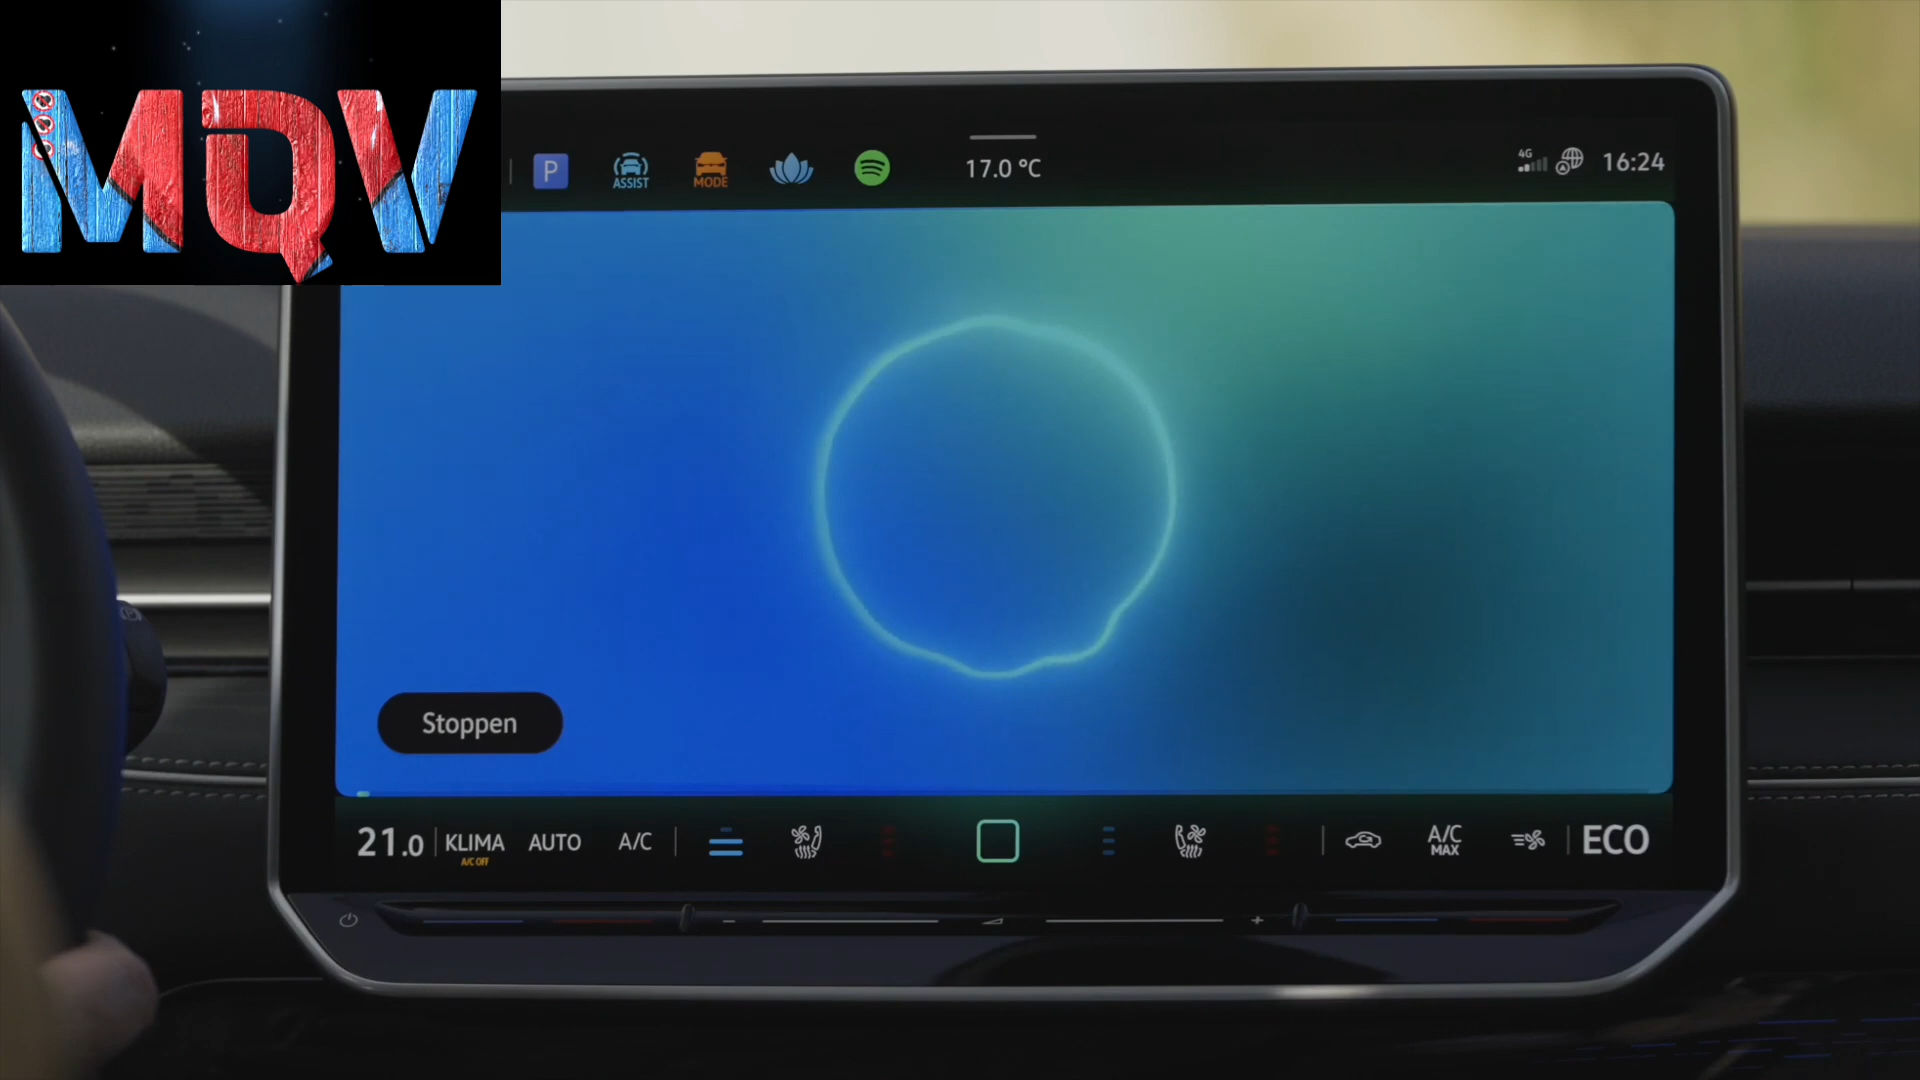 MQV
P
ASSIST
MODE
17.0 °C
4G
16:24
Stoppen
21.0
KLIMA
A/C OFF
AUTO
A/C
A/C
MAX
ECO